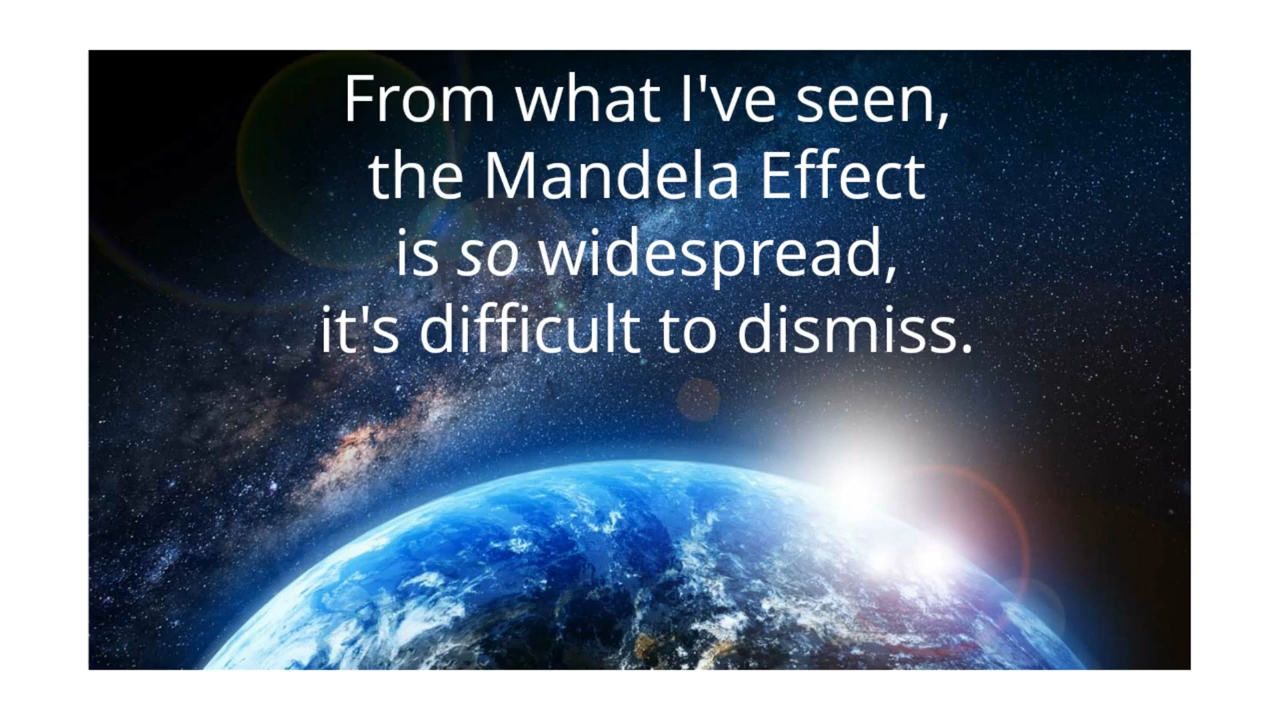 From what I've seen,
the Mandela Effect
is so widespread,
it's difficult to dismiss.